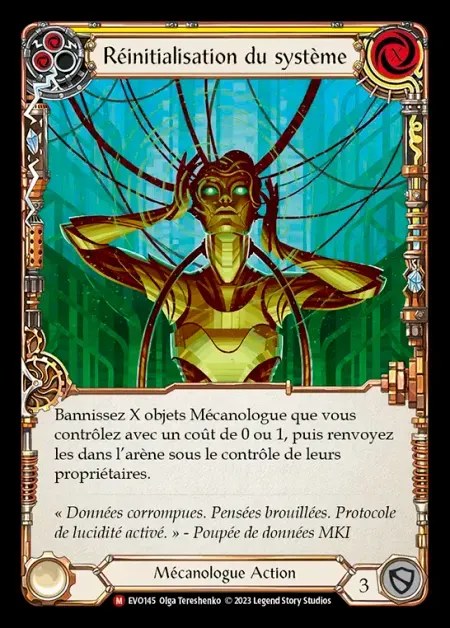 Réinitialisation du système
X
Bannissez X objets Mécanologue que vous
contrôlez avec un coût de 0 ou 1, puis renvoyez
les dans l'arène sous le contrôle de leurs
propriétaires.
« Données corrompues. Pensées brouillées. Protocole
de lucidité activé. » - Poupée de données MKI
Mécanologue Action
3
M EVO145 Olga Tereshenko © 2023 Legend Story Studios